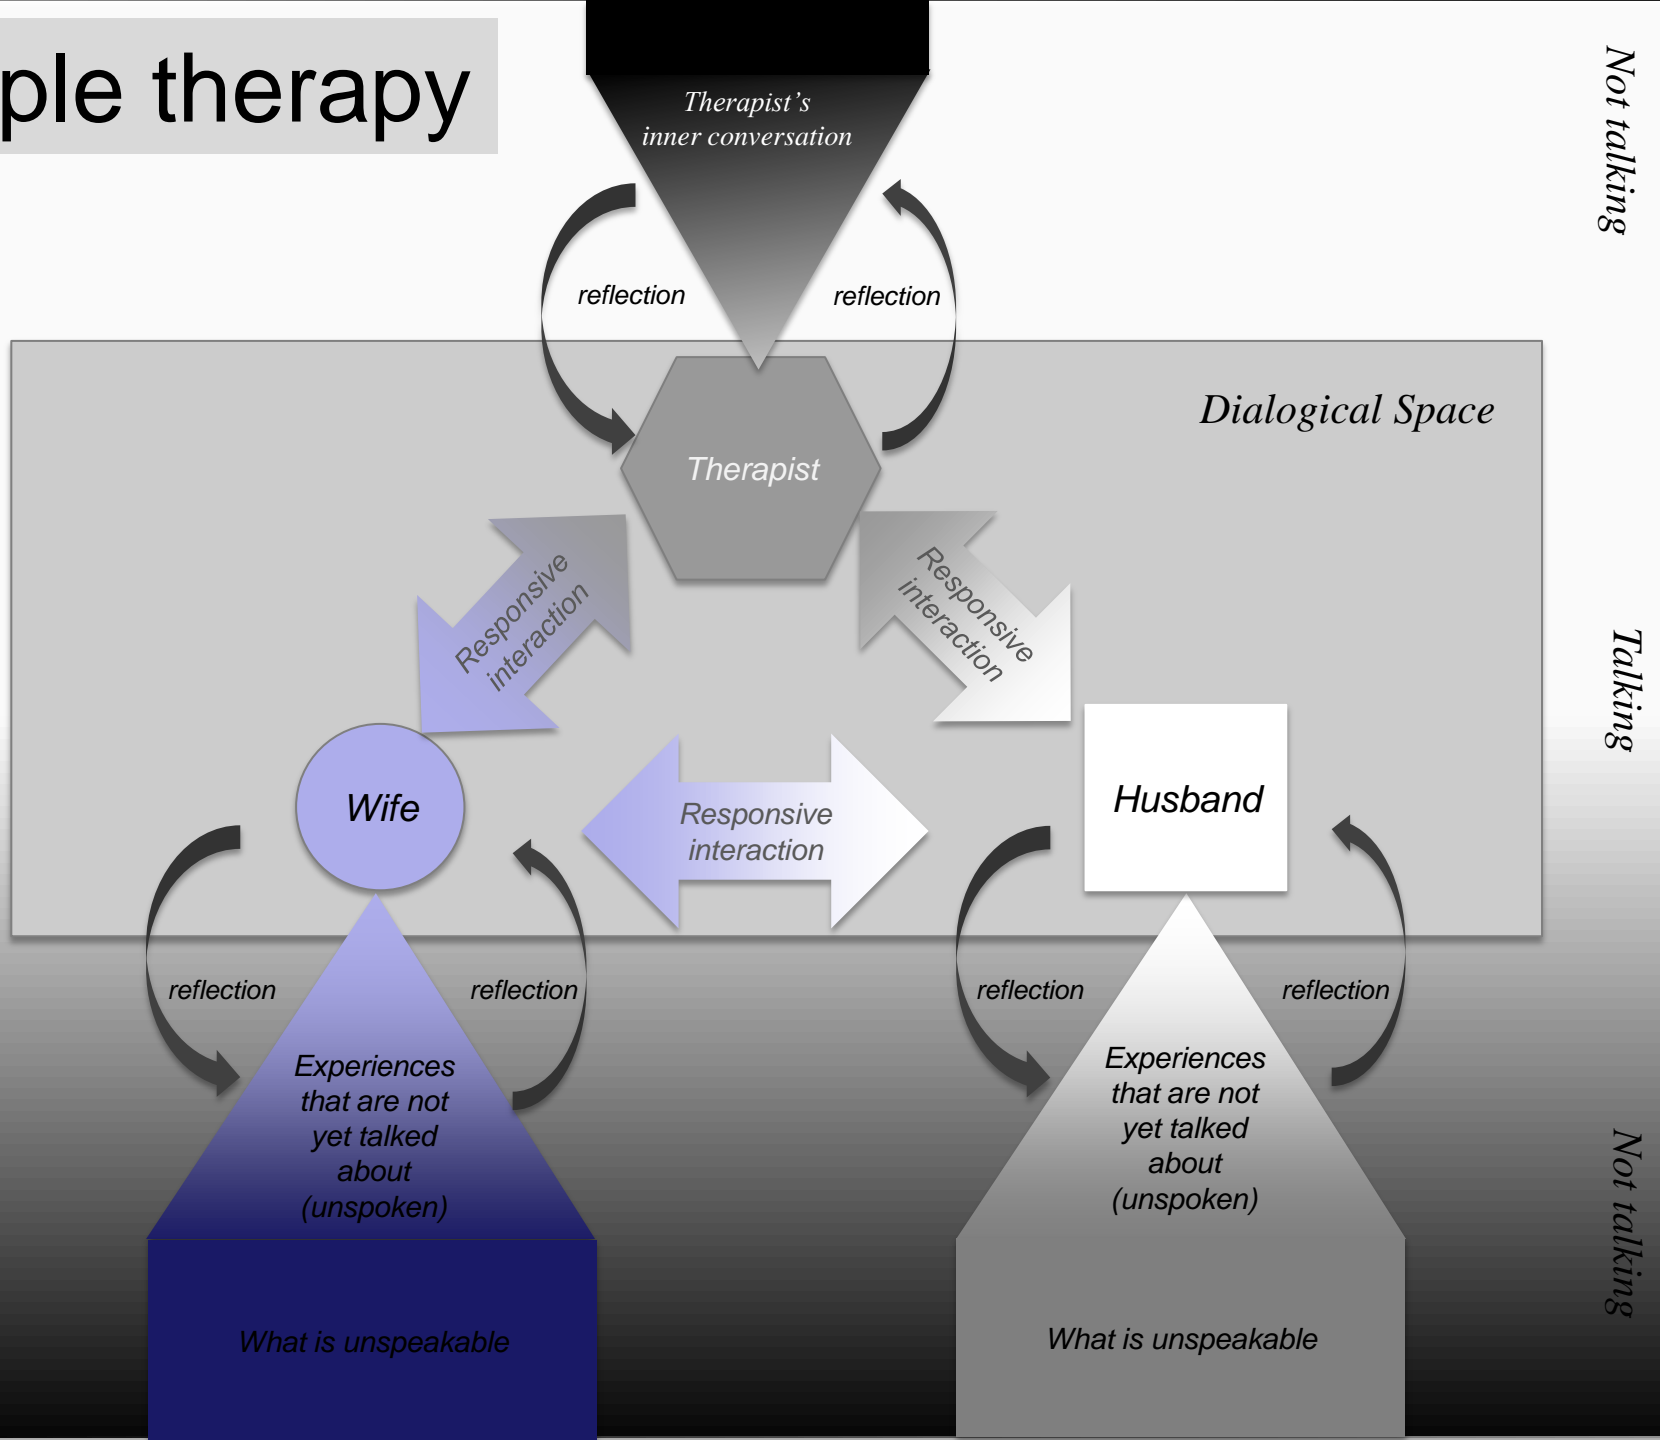 ple therapy
Therapist’s
inner conversation
Not talking
reflection
reflection
Dialogical Space
Therapist
Responsive
interaction
Responsive
interaction
Talking
Wife
Responsive
interaction
Husband
reflection
reflection
reflection
reflection
Experiences
that are not
yet talked
about
(unspoken)
Experiences
that are not
yet talked
about
(unspoken)
Not talking
What is unspeakable
What is unspeakable